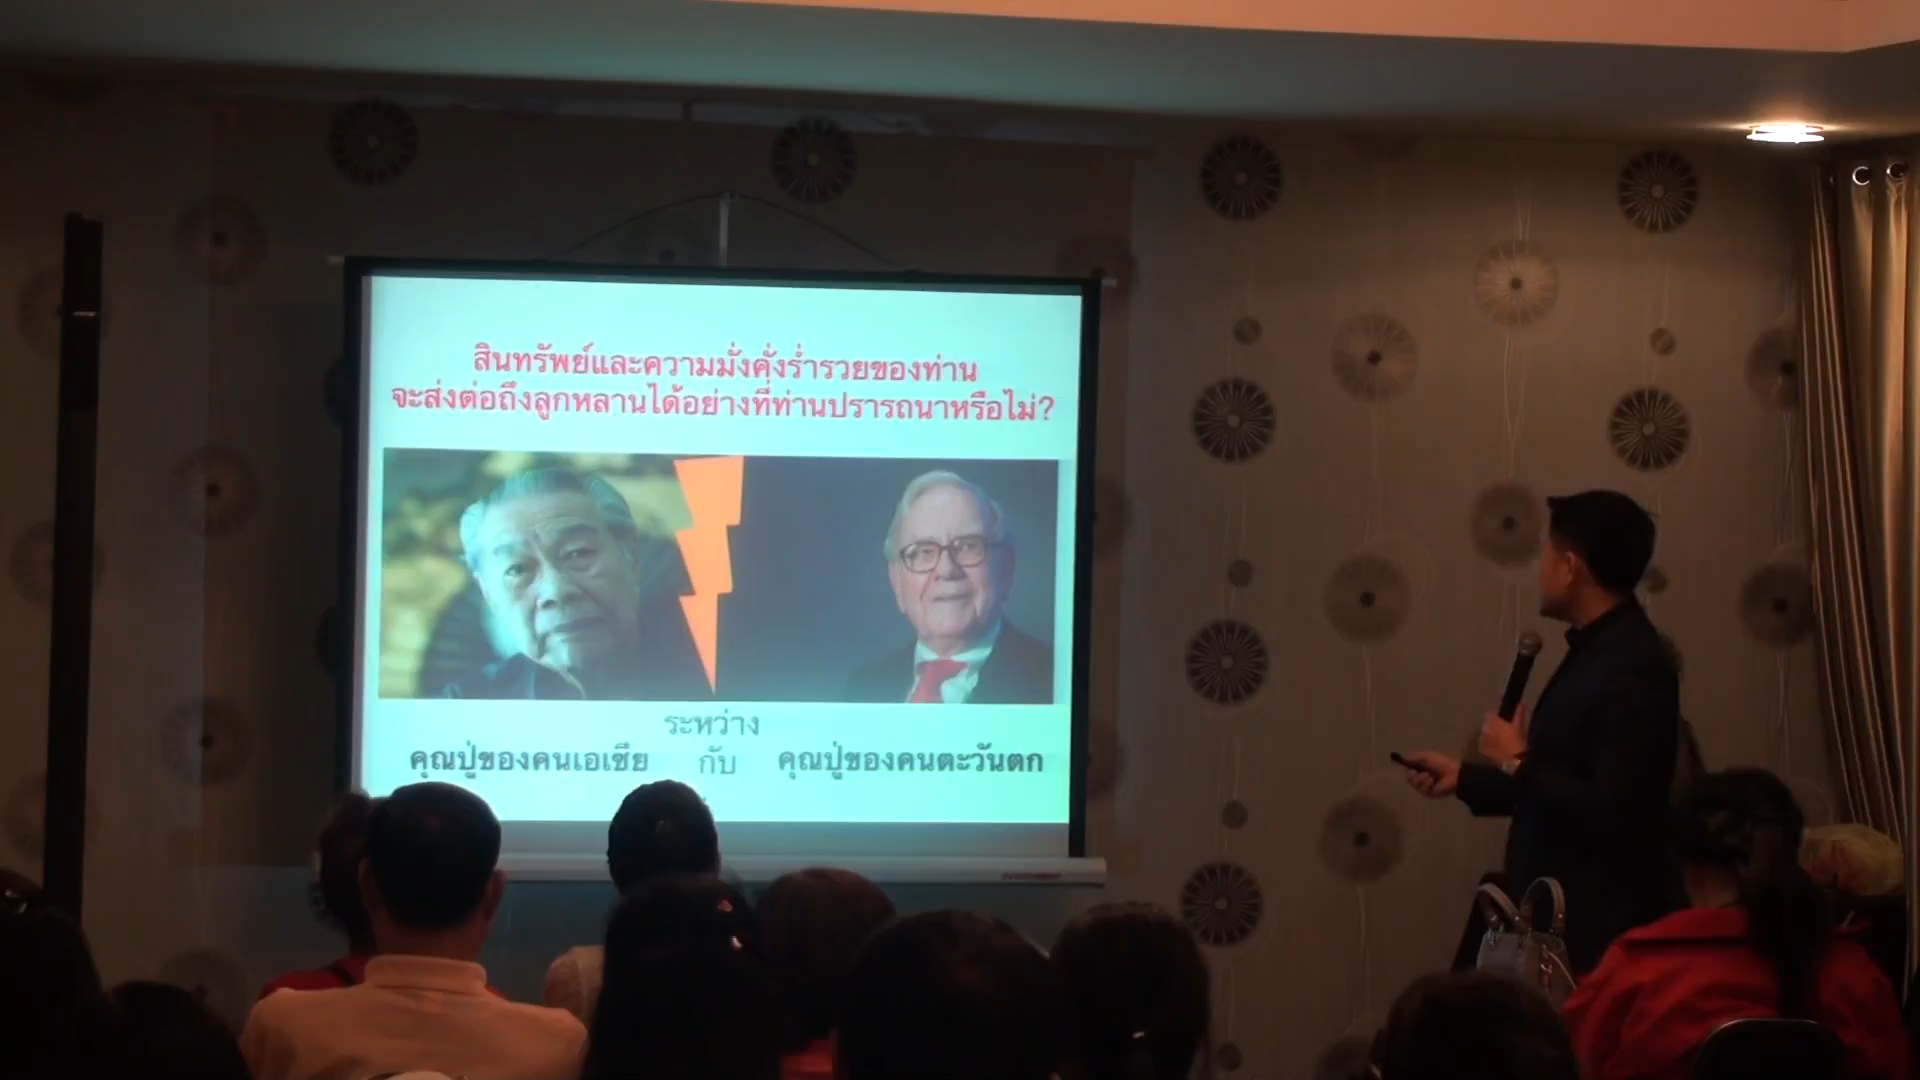 สินทรัพย์และความมั่งคั่งร่ำรวยของท่าน
จะส่งต่อถึงลูกหลานได้อย่างที่ท่านปรารถนาหรือไม่?
ระหว่าง
คุณปู่ของคนเอเชีย กับ คุณปู่ของคนตะวันตก